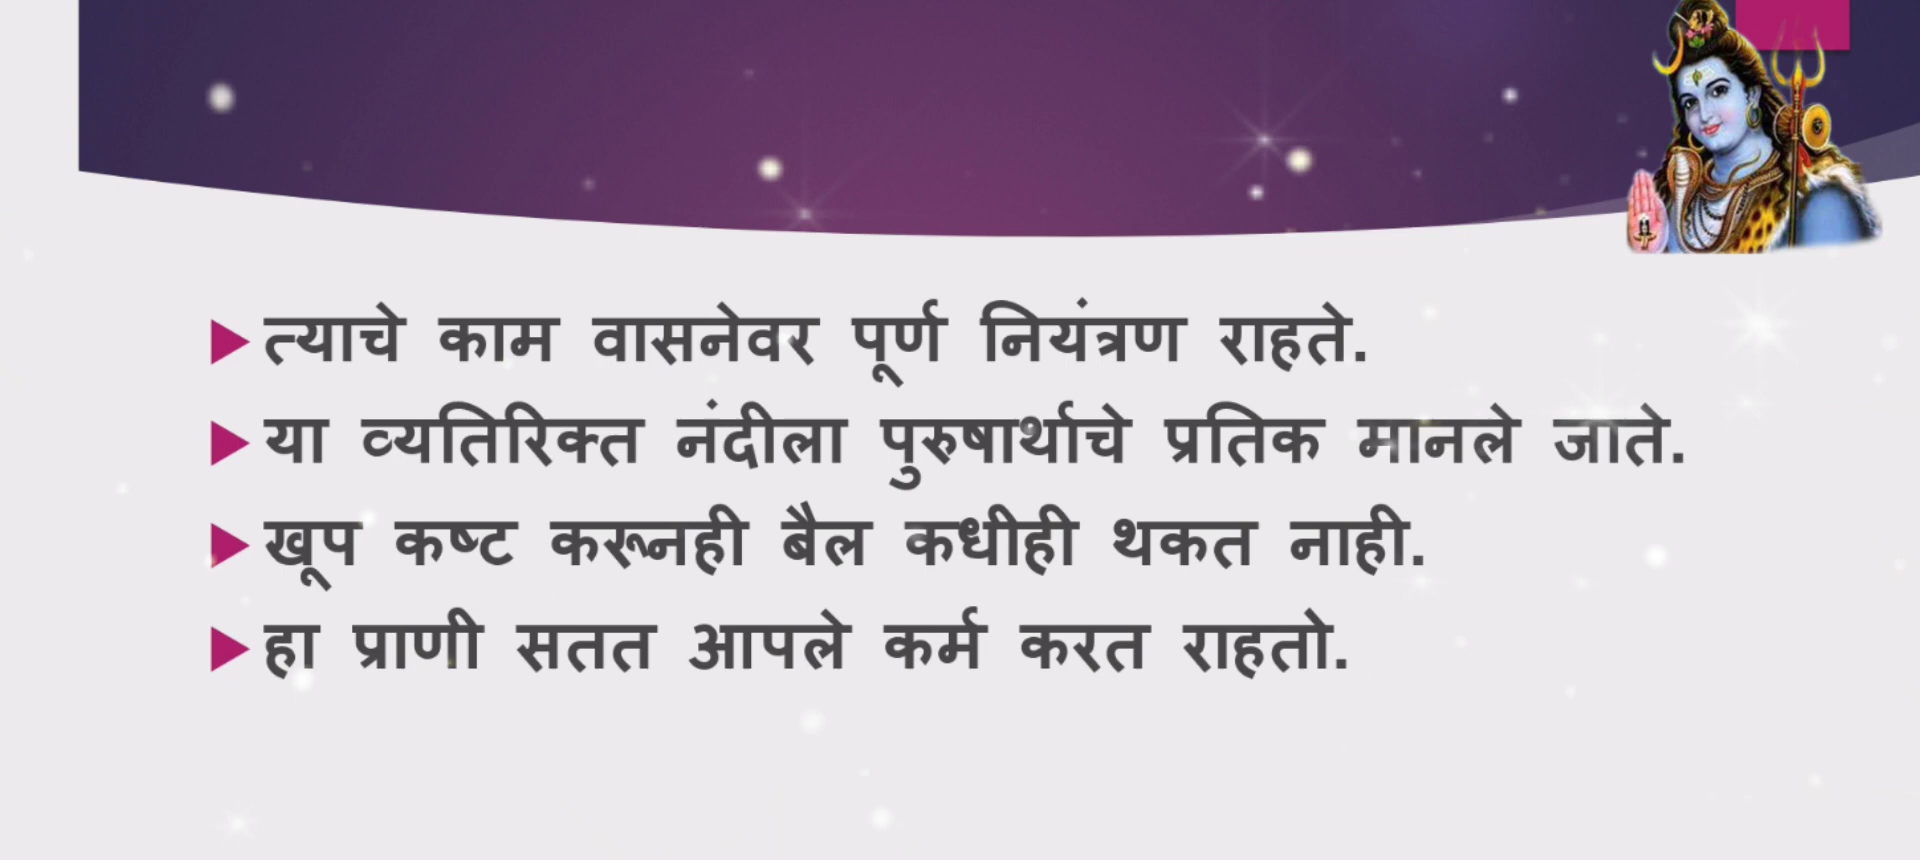 त्याचे काम वासनेवर पूर्ण नियंत्रण राहते.
या व्यतिरिक्त नंदीला पुरुषार्थाचे प्रतिक मानले जाते.
खूप कष्ट करूनही बैल कधीही थकत नाही.
हा प्राणी सतत आपले कर्म करत राहतो.